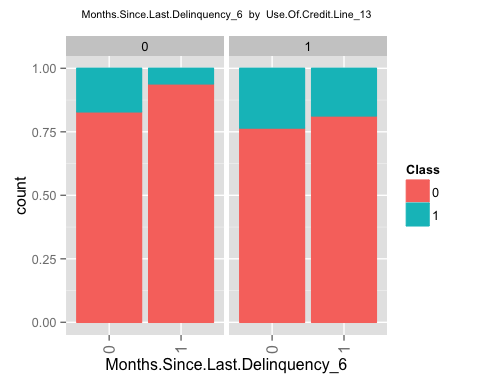 Months.Since.Last.Delinquency_6 by Use.Of.Credit.Line_13
0 1
1.00
0.75
0.50
0.25
0.00
count
0 1 0 1
Months.Since.Last.Delinquency_6
Class
0
1